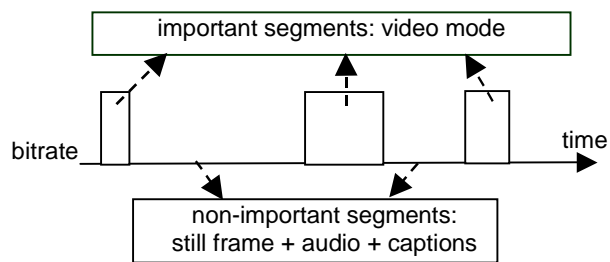 important segments: video mode
bitrate
time
non-important segments:
still frame + audio + captions